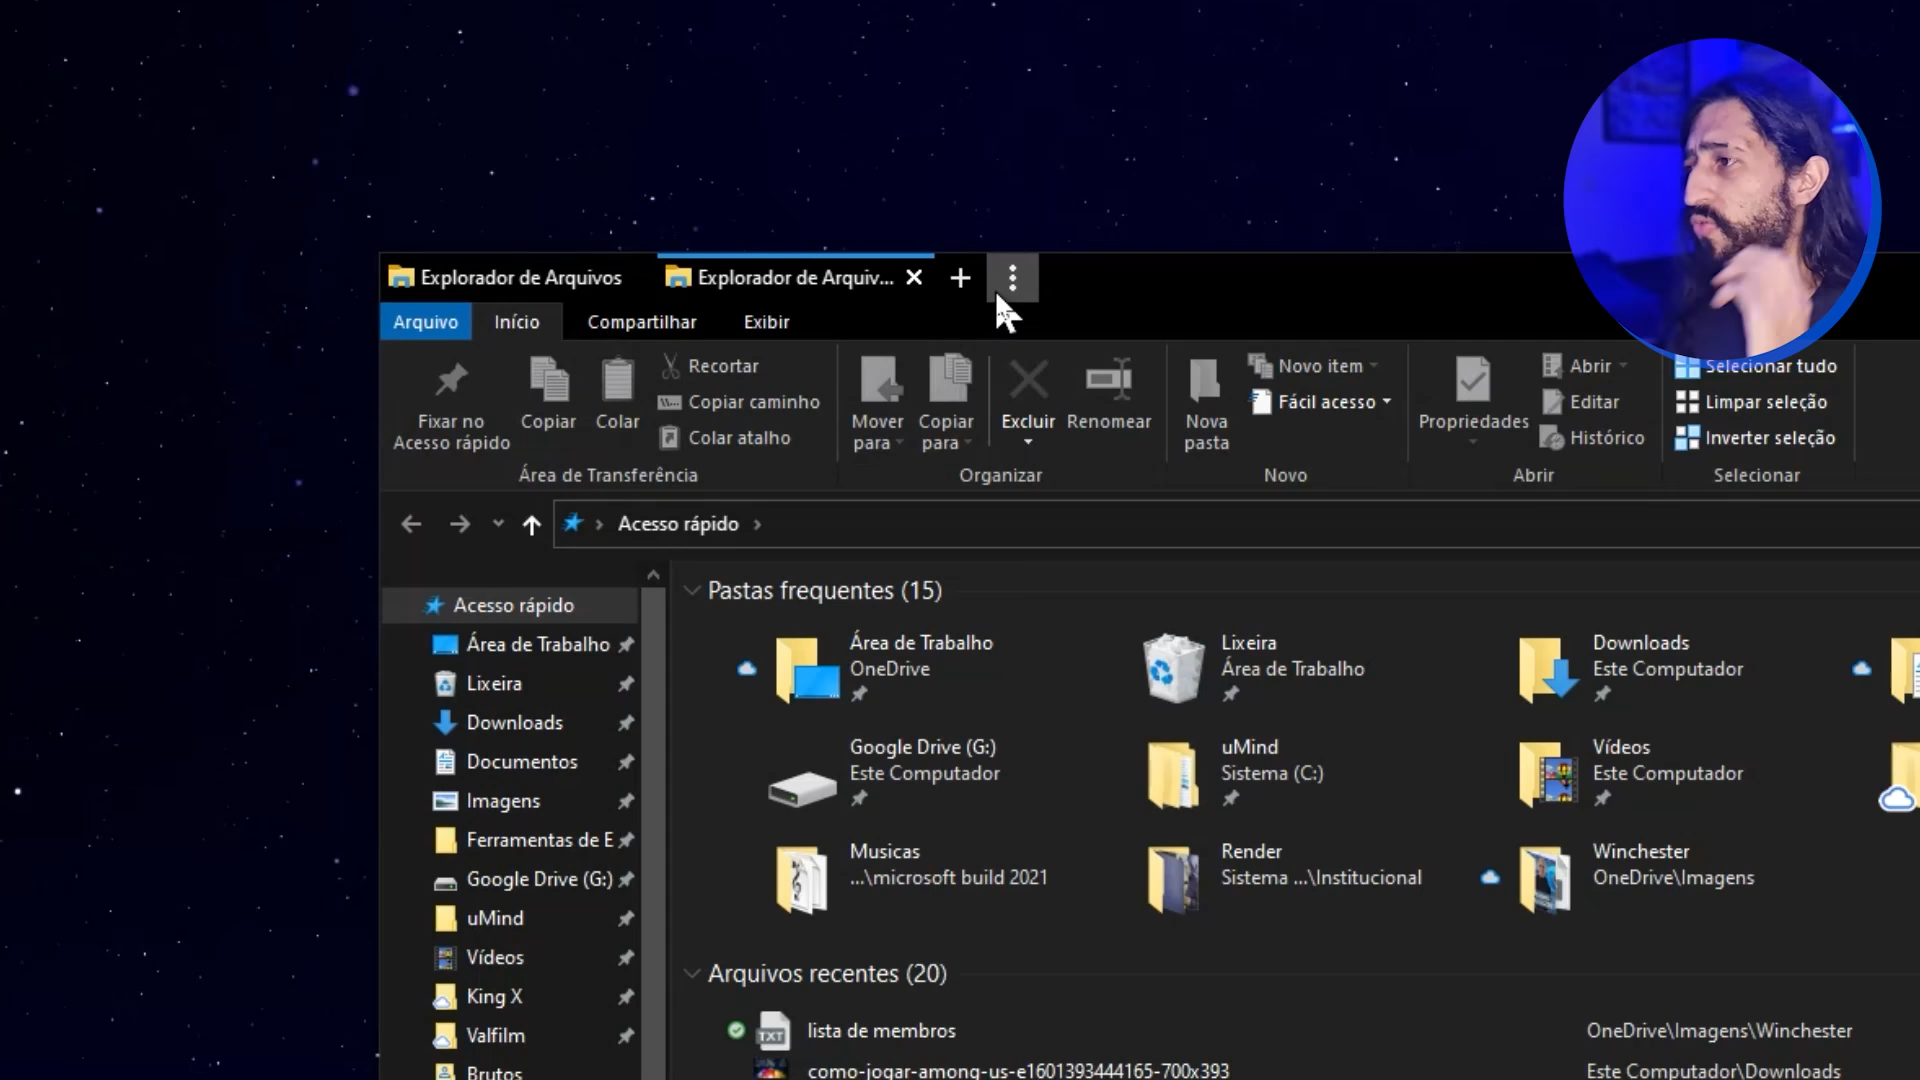 Explorador de Arquivos
Explorador de Arquiv...
Arquivo
Início
Compartilhar
Exibir
Fixar no
Acesso rápido
Copiar
Colar
Recortar
Copiar caminho
Colar atalho
Área de Transferência
Mover
para
Copiar
para
Excluir
Renomear
Organizar
Nova
pasta
Novo item
Fácil acesso
Novo
Propriedades
Abrir
Editar
Histórico
Abrir
Selecionar tudo
Limpar seleção
Inverter seleção
Selecionar
Acesso rápido
Acesso rápido
Área de Trabalho
Lixeira
Downloads
Documentos
Imagens
Ferramentas de E
Google Drive (G:)
uMind
Vídeos
King X
Valfilm
Brutos
Pastas frequentes (15)
Área de Trabalho
OneDrive
Lixeira
Área de Trabalho
Downloads
Este Computador
Google Drive (G:)
Este Computador
uMind
Sistema (C:)
Vídeos
Este Computador
Musicas
...\microsoft build 2021
Render
Sistema ...\Institucional
Winchester
OneDrive\Imagens
Arquivos recentes (20)
TXT
lista de membros
OneDrive\Imagens\Winchester
como-jogar-among-us-e1601393444165-700x393
Este Computador\Downloads